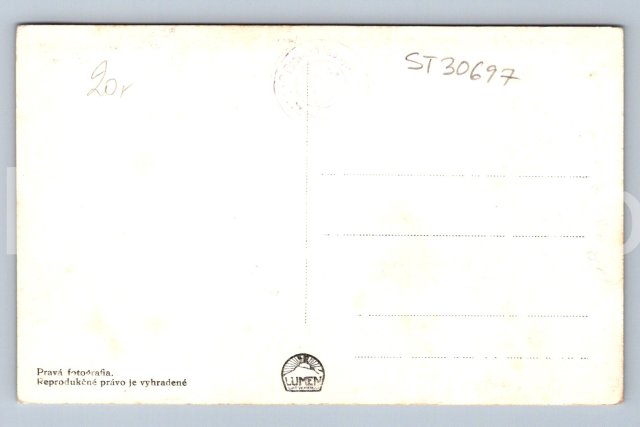 20r
ST30697
Pravá fotografia.
Reprodukčné právo je vyhradené
LUMEN